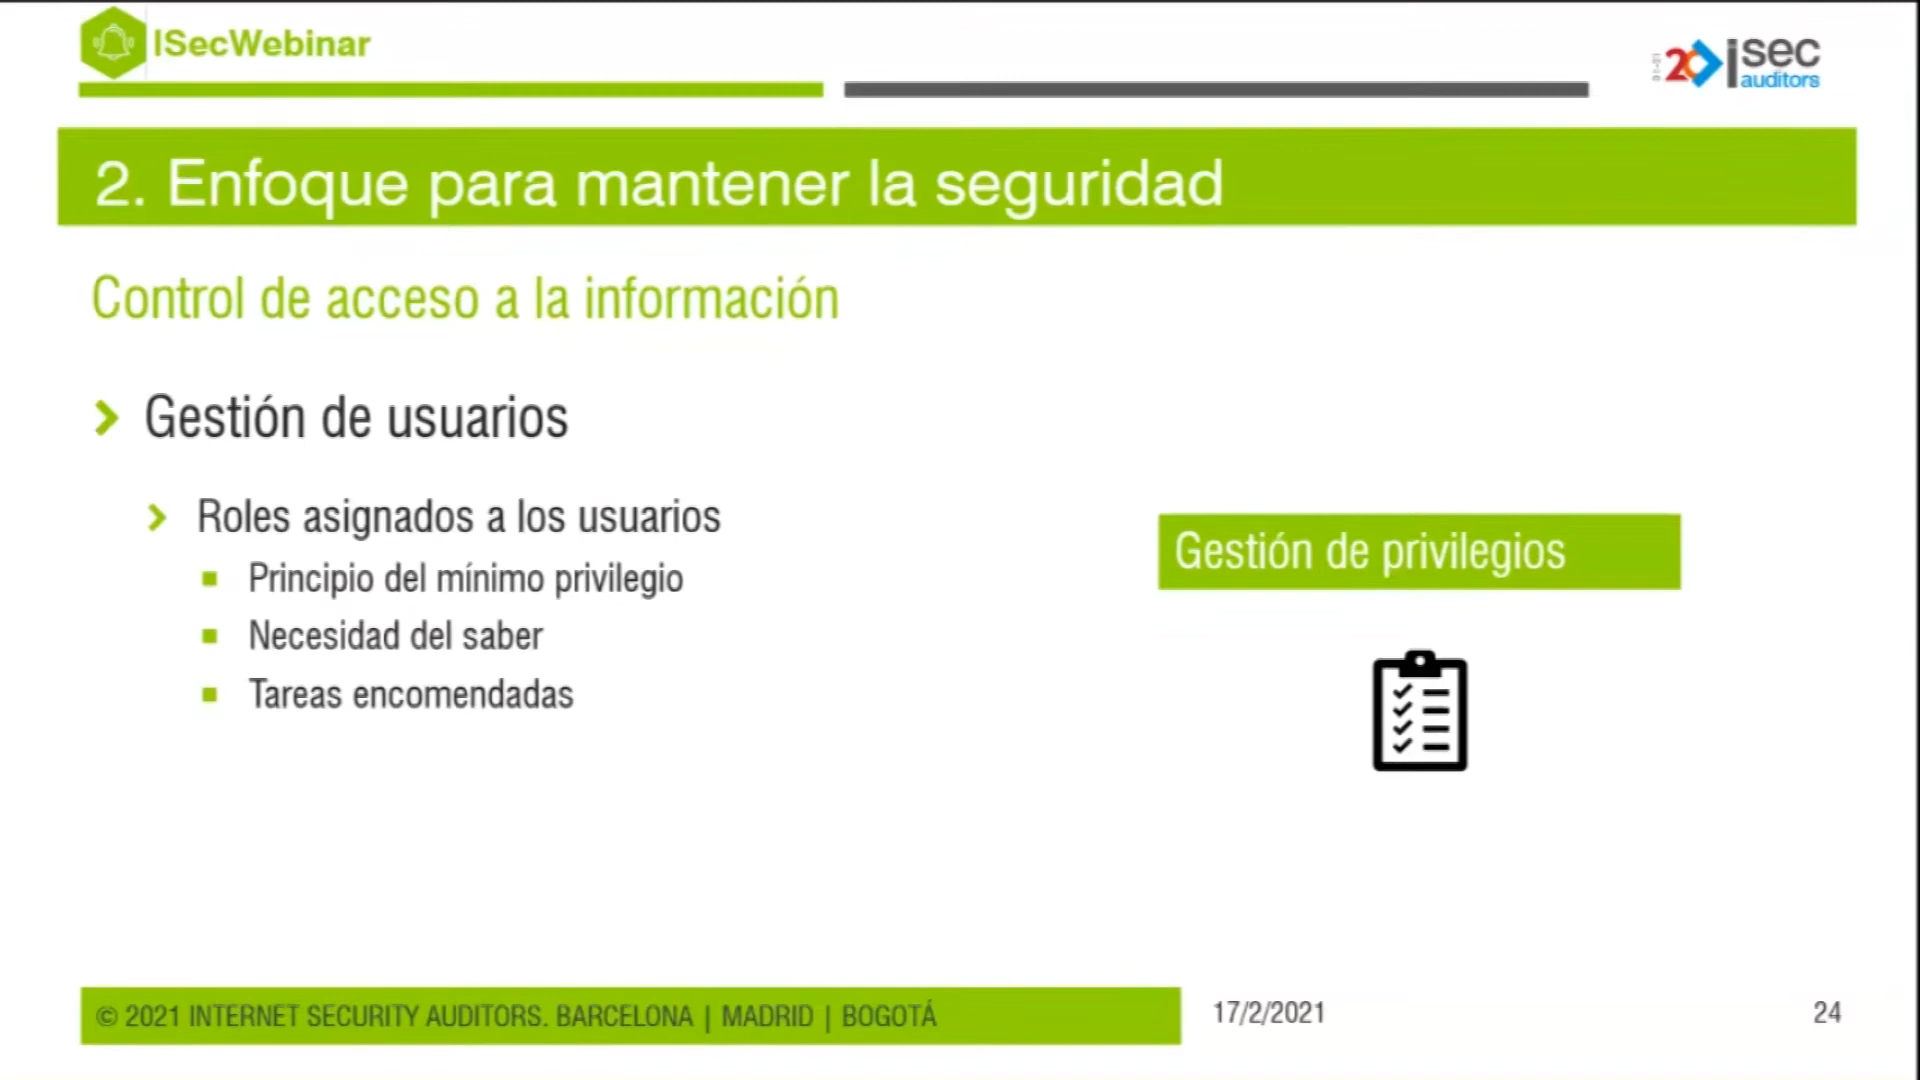 ISecWebinar
20 isec
auditors
2. Enfoque para mantener la seguridad
Control de acceso a la información
Gestión de usuarios
Roles asignados a los usuarios
Principio del mínimo privilegio
Necesidad del saber
Tareas encomendadas
Gestión de privilegios
© 2021 INTERNET SECURITY AUDITORS. BARCELONA | MADRID | BOGOTÁ
17/2/2021
24